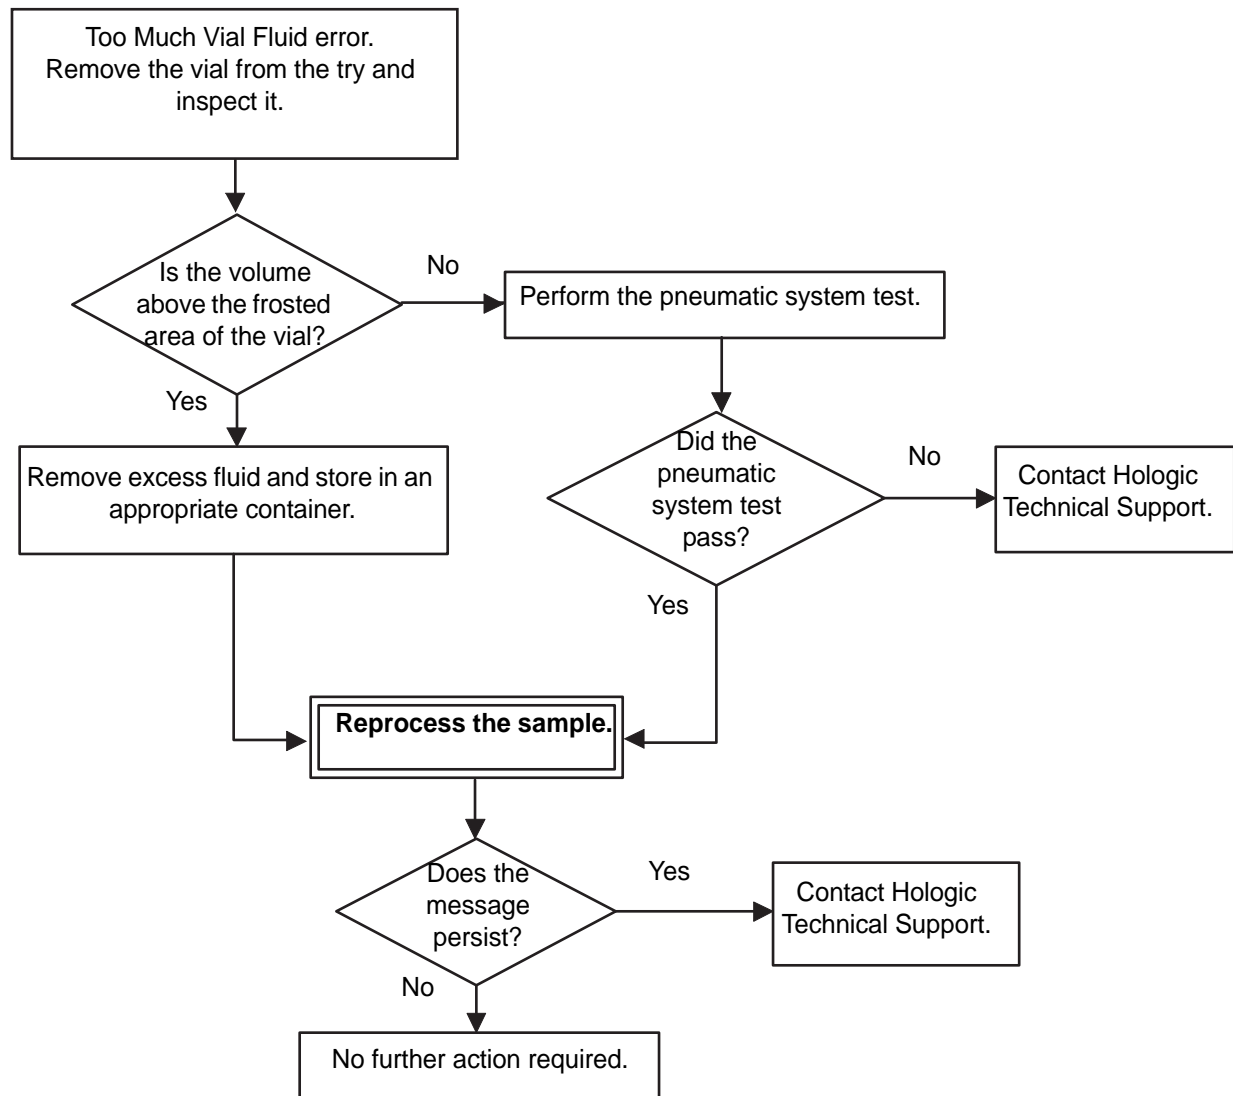 Too Much Vial Fluid error.
Remove the vial from the try and
inspect it.
Is the volume
above the frosted
area of the vial?
No
Perform the pneumatic system test.
Yes
Remove excess fluid and store in an
appropriate container.
Did the
pneumatic
system test
pass?
No
Contact Hologic
Technical Support.
Yes
Reprocess the sample.
Does the
message
persist?
Yes
Contact Hologic
Technical Support.
No
No further action required.